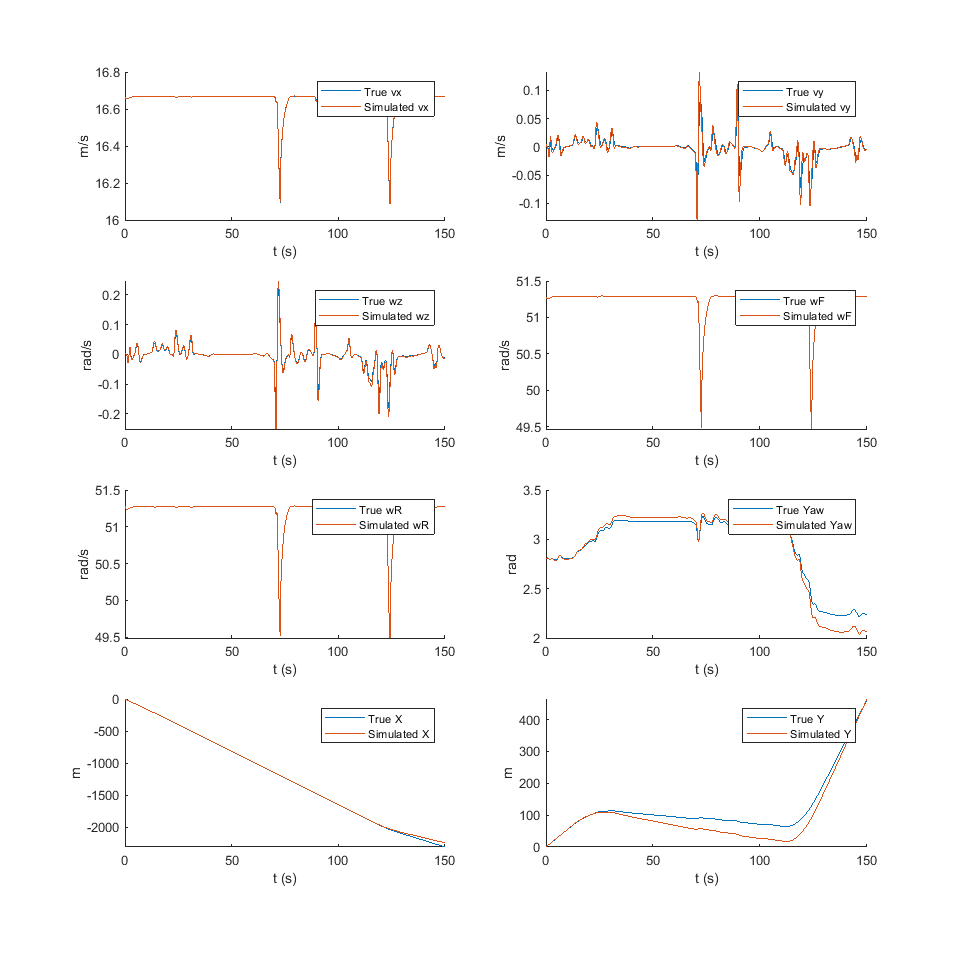 16.8
16.6
16.4
16.2
16
m/s
True vx
Simulated vx
0
50
100
150
t (s)
0.1
0.05
0
-0.05
-0.1
m/s
True vy
Simulated vy
0
50
100
150
t (s)
0.2
0.1
0
-0.1
-0.2
rad/s
True wz
Simulated wz
0
50
100
150
t (s)
51.5
51
50.5
50
49.5
rad/s
True wF
Simulated wF
0
50
100
150
t (s)
51.5
51
50.5
50
49.5
rad/s
True wR
Simulated wR
0
50
100
150
t (s)
3.5
3
2.5
2
rad
True Yaw
Simulated Yaw
0
50
100
150
t (s)
0
-500
-1000
-1500
-2000
m
True X
Simulated X
0
50
100
150
t (s)
400
300
200
100
0
m
True Y
Simulated Y
0
50
100
150
t (s)